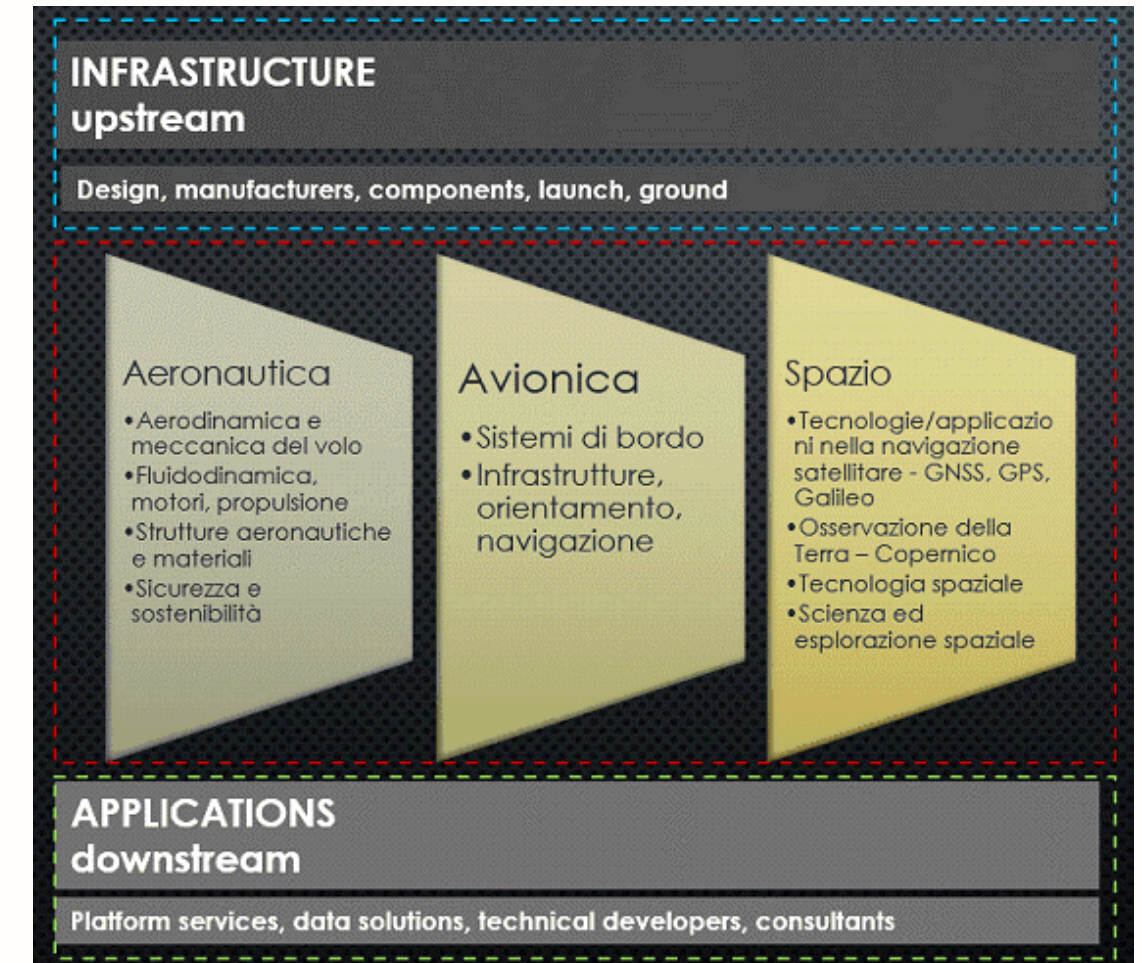 INFRASTRUCTURE
upstream
Design, manufacturers, components, launch, ground
Aeronautica
•Aerodinamica e
meccanica del volo
•Fluidodinamica,
motori, propulsione
•Strutture aeronautiche
e materiali
•Sicurezza e
sostenibilità
Avionica
•Sistemi di bordo
•Infrastrutture,
orientamento,
navigazione
Spazio
•Tecnologie/applicazio
ni nella navigazione
satellitare - GNSS, GPS,
Galileo
•Osservazione della
Terra – Copernico
•Tecnologia spaziale
•Scienza ed
esplorazione spaziale
APPLICATIONS
downstream
Platform services, data solutions, technical developers, consultants